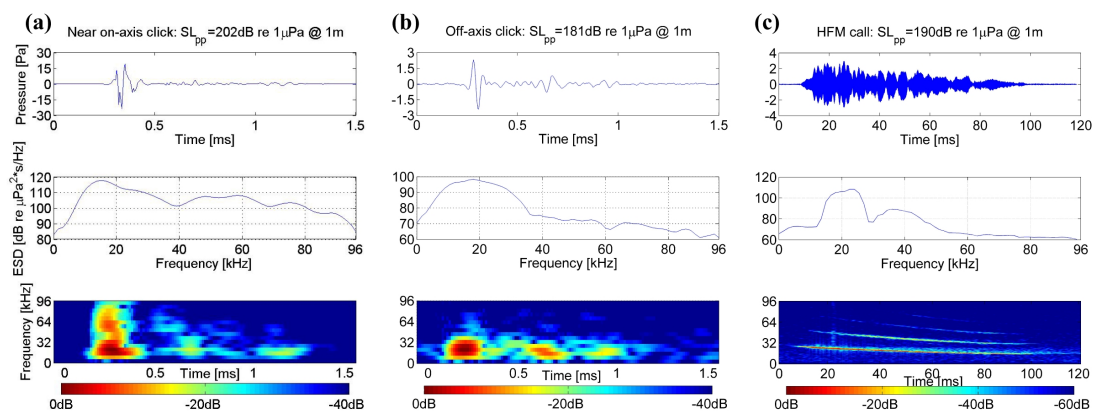 (a) Near on-axis click: SLpp=202dB re 1μPa @ 1m
Pressure [Pa]
30
15
0
-15
-30
0 0.5 1 1.5
Time [ms]
ESD [dB re μPa²*s/Hz]
120
110
100
90
80
0 20 40 60 80 96
Frequency [kHz]
Frequency [kHz]
96
64
32
0
0 0.5 1 1.5
Time [ms]
0dB -20dB -40dB
(b) Off-axis click: SLpp=181dB re 1μPa @ 1m
3
1.5
0
-1.5
-3
0 0.5 1 1.5
Time [ms]
100
90
80
70
60
0 20 40 60 80 96
Frequency [kHz]
96
64
32
0
0 0.5 1 1.5
Time [ms]
0dB -20dB -40dB
(c) HFM call: SLpp=190dB re 1μPa @ 1m
4
2
0
-2
-4
0 20 40 60 80 100 120
Time [ms]
120
100
80
60
0 20 40 60 80 96
Frequency [kHz]
96
64
32
0
0 20 40 60 80 100 120
Time [ms]
0dB -20dB -40dB -60dB